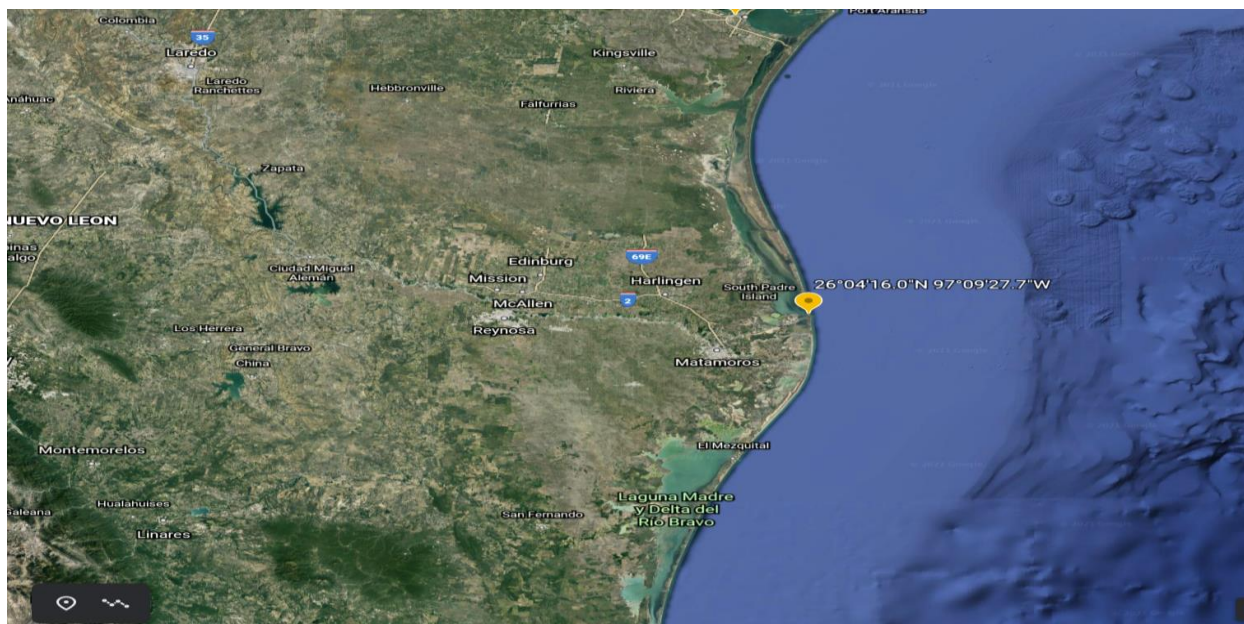 Colombia
Port Aransas
35
Laredo
Laredo
Ranchettes
Kingsville
Hebbronville
Riviera
Falfurrias
Zapata
NUEVO LEON
69E
Edinburg
Ciudad Miguel
Alemán
Mission
Harlingen
South Padre
Island
26°04'16.0"N 97°09'27.7"W
McAllen
2
Los Herrera
Reynosa
General Bravo
China
Matamoros
Montemorelos
El Mezquital
Hualahuises
Laguna Madre
y Delta del
Río Bravo
San Fernando
Linares